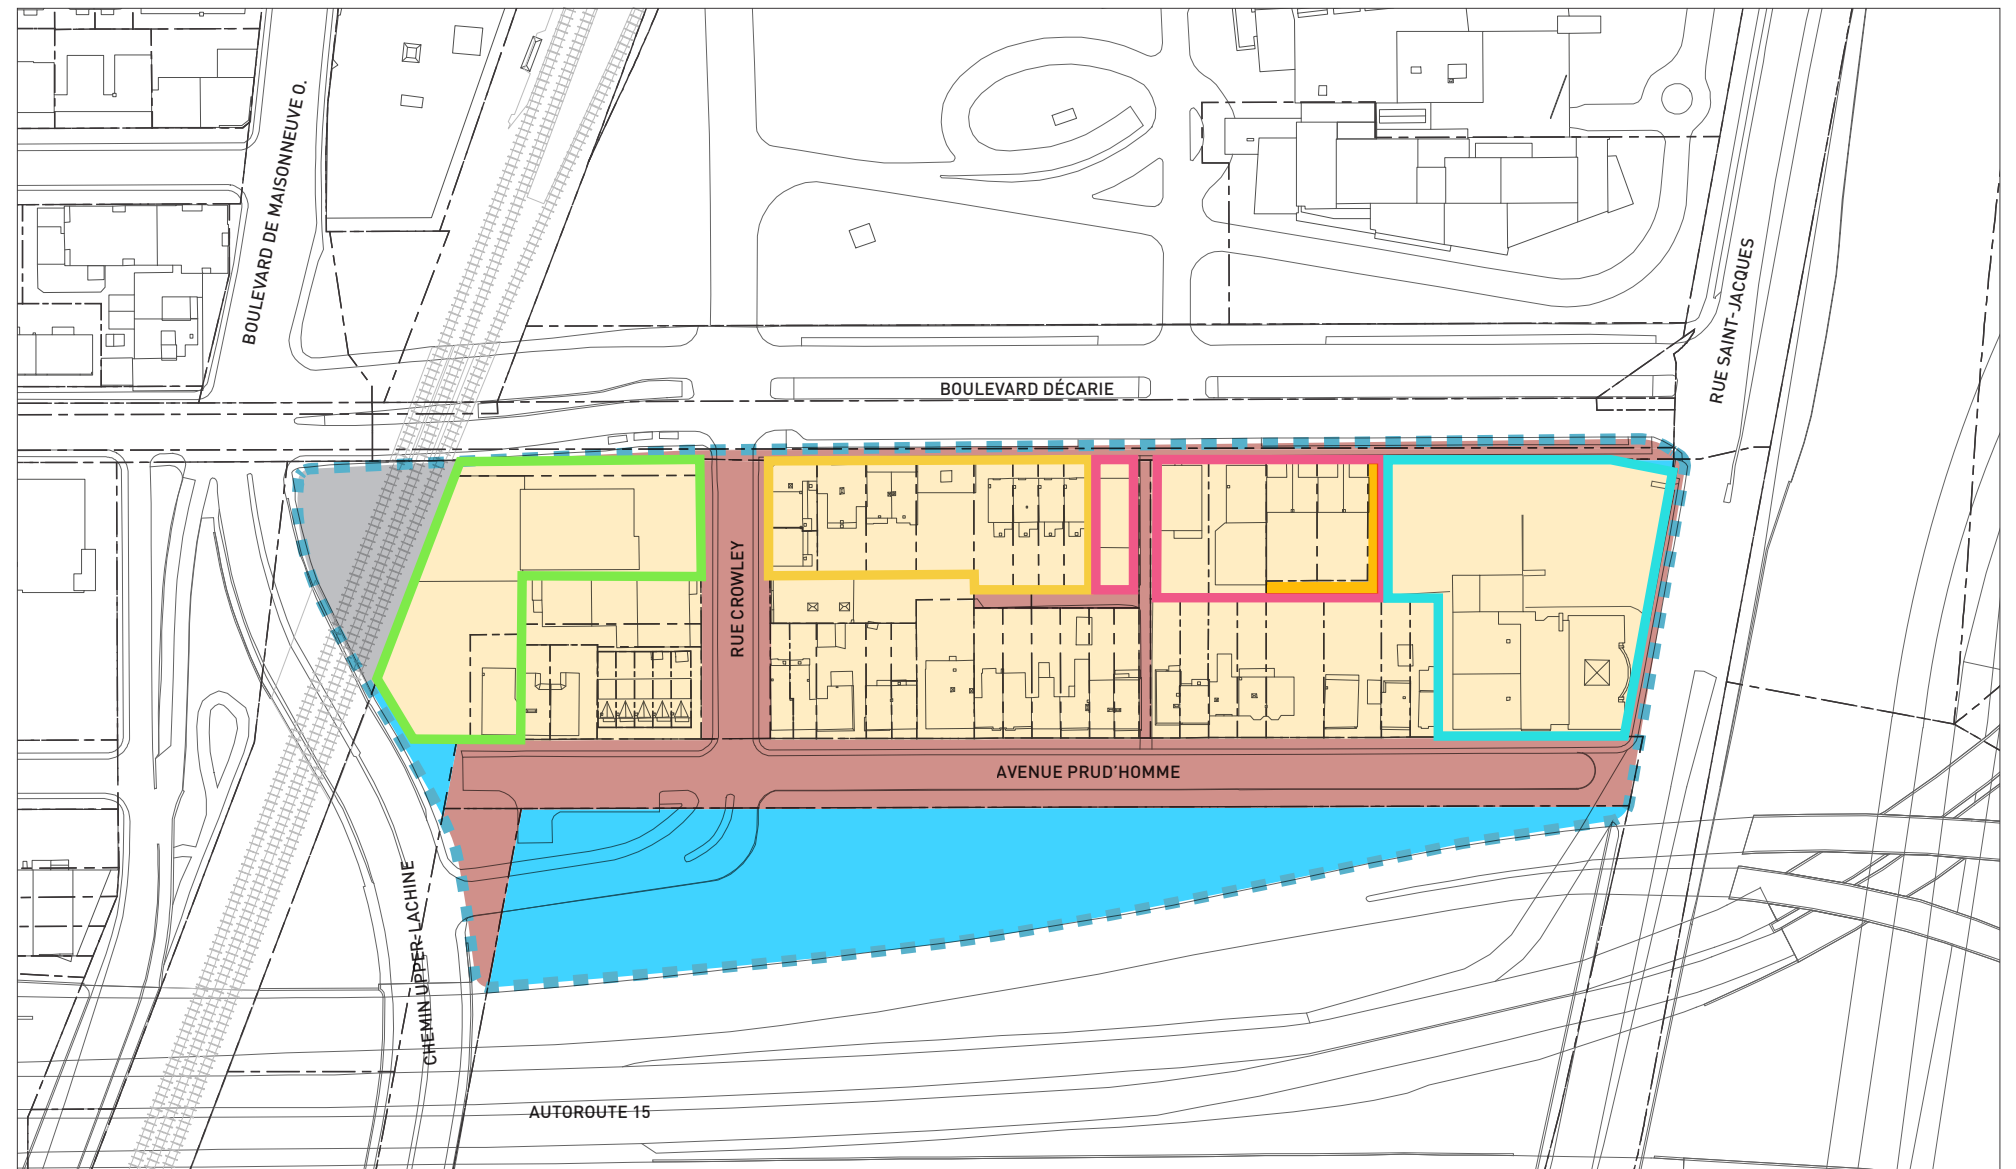 BOULEVARD DE MAISONNEUVE O.
RUE SAINT-JACQUES
BOULEVARD DÉCARIE
RUE CROWLEY
AVENUE PRUD'HOMME
CHEMIN UPPER-LACHINE
AUTOROUTE 15